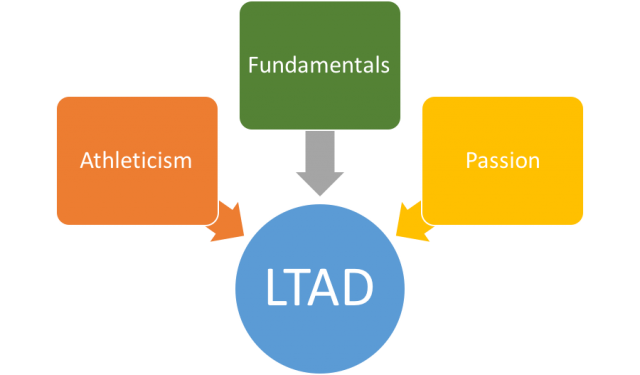 Fundamentals
Athleticism
Passion
LTAD